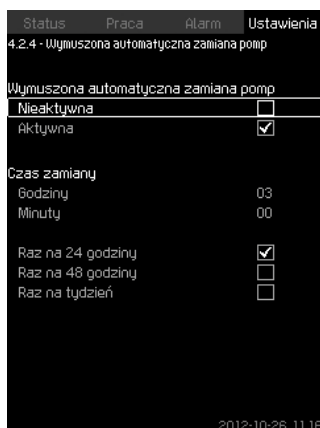 Status Praca Alarm Ustawienia
4.2.4 - Wymuszona automatyczna zamiana pomp
Wymuszona automatyczna zamiana pomp
Nieaktywna
Aktywna
Czas zamiany
Godziny 03
Minuty 00
Raz na 24 godziny
Raz na 48 godziny
Raz na tydzień
2012-10-26 11:16